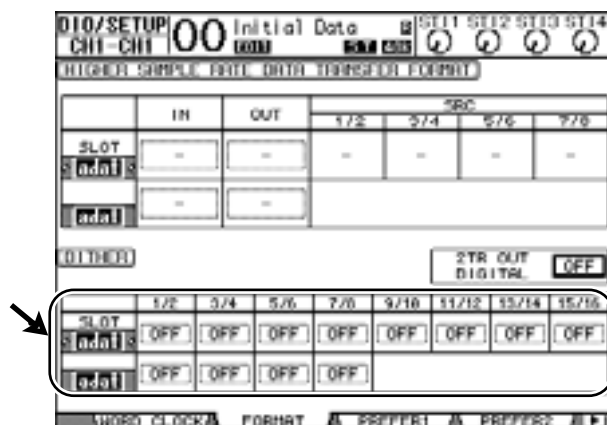 DIO/SETUP 00 Initial Data ST1 ST2 ST3 ST4
CH1-CH1 EDIT ST 48k
HIGHER SAMPLE RATE DATA TRANSFER FORMAT
IN OUT SRC
1/2 3/4 5/6 7/8
SLOT
adat - - - - - -
adat - -
DITHER 2TR OUT DIGITAL OFF
1/2 3/4 5/6 7/8 9/10 11/12 13/14 15/16
SLOT
adat OFF OFF OFF OFF OFF OFF OFF OFF
adat OFF OFF OFF OFF
WORD CLOCK FORMAT PREFER1 PREFER2